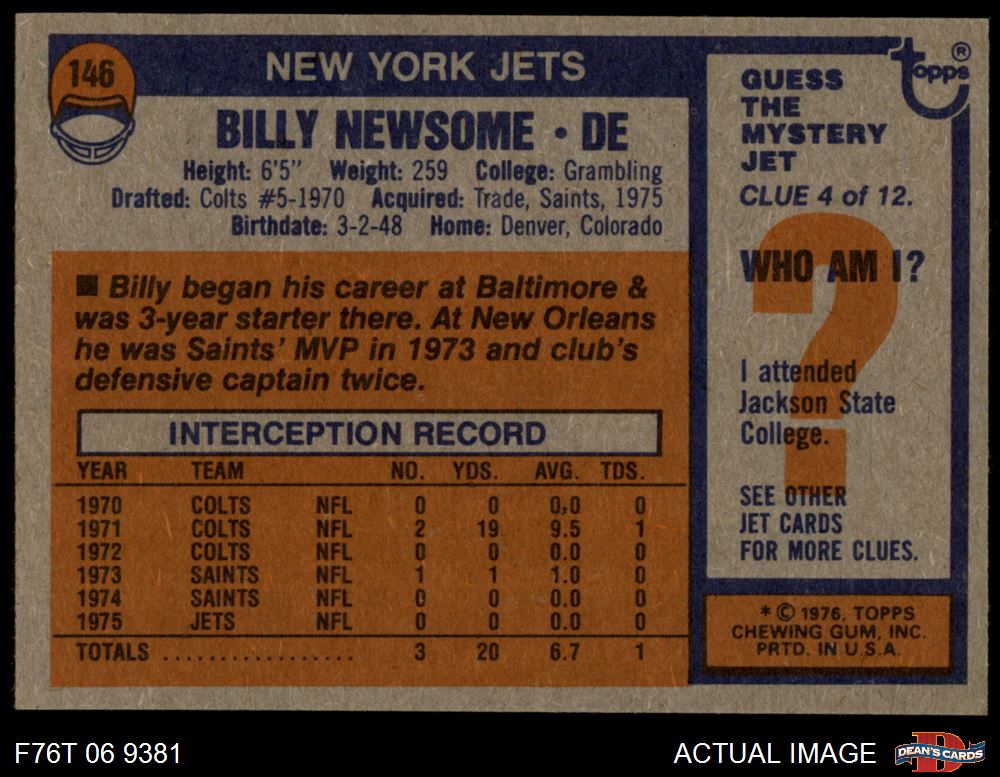 146
NEW YORK JETS
BILLY NEWSOME • DE
Height: 6'5" Weight: 259 College: Grambling
Drafted: Colts #5-1970 Acquired: Trade, Saints, 1975
Birthdate: 3-2-48 Home: Denver, Colorado
■ Billy began his career at Baltimore &
was 3-year starter there. At New Orleans
he was Saints' MVP in 1973 and club's
defensive captain twice.
INTERCEPTION RECORD
YEAR TEAM NO. YDS. AVG. TDS.
1970 COLTS NFL 0 0 0.0 0
1971 COLTS NFL 2 19 9.5 1
1972 COLTS NFL 0 0 0.0 0
1973 SAINTS NFL 1 1 1.0 0
1974 SAINTS NFL 0 0 0.0 0
1975 JETS NFL 0 0 0.0 0
TOTALS .................. 3 20 6.7 1
topps ®
GUESS
THE
MYSTERY
JET
CLUE 4 of 12.
?
WHO AM I?
I attended
Jackson State
College.
SEE OTHER
JET CARDS
FOR MORE CLUES.
* © 1976, TOPPS
CHEWING GUM, INC.
PRTD. IN U.S.A.
F76T 06 9381
ACTUAL IMAGE
D
DEAN'S CARDS